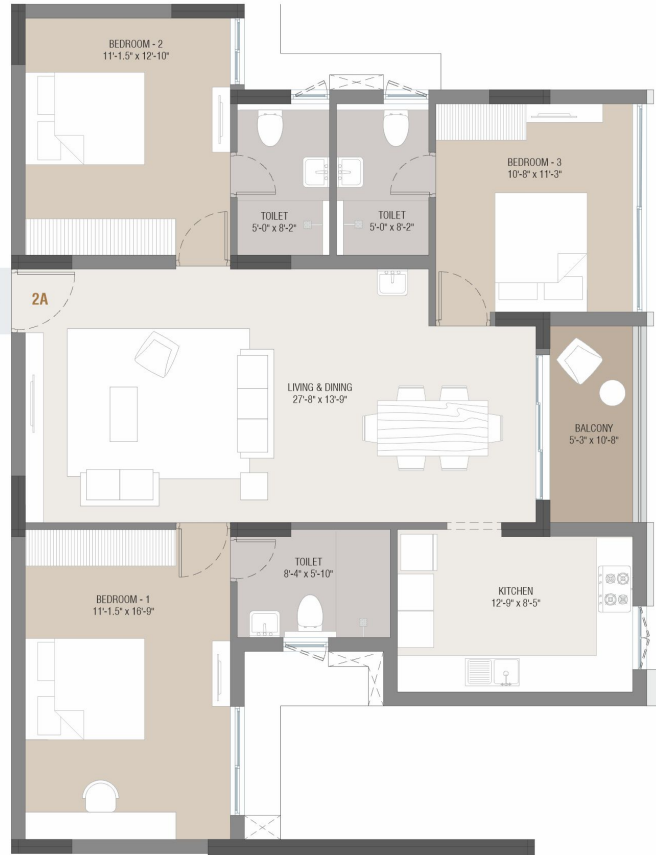 BEDROOM - 2
11'-1.5" x 12'-10"
TOILET
5'-0" x 8'-2"
TOILET
5'-0" x 8'-2"
BEDROOM - 3
10'-8" x 11'-3"
2A
LIVING & DINING
27'-8" x 13'-9"
BALCONY
5'-3" x 10'-8"
BEDROOM - 1
11'-1.5" x 16'-9"
TOILET
8'-4" x 5'-10"
KITCHEN
12'-9" x 8'-5"